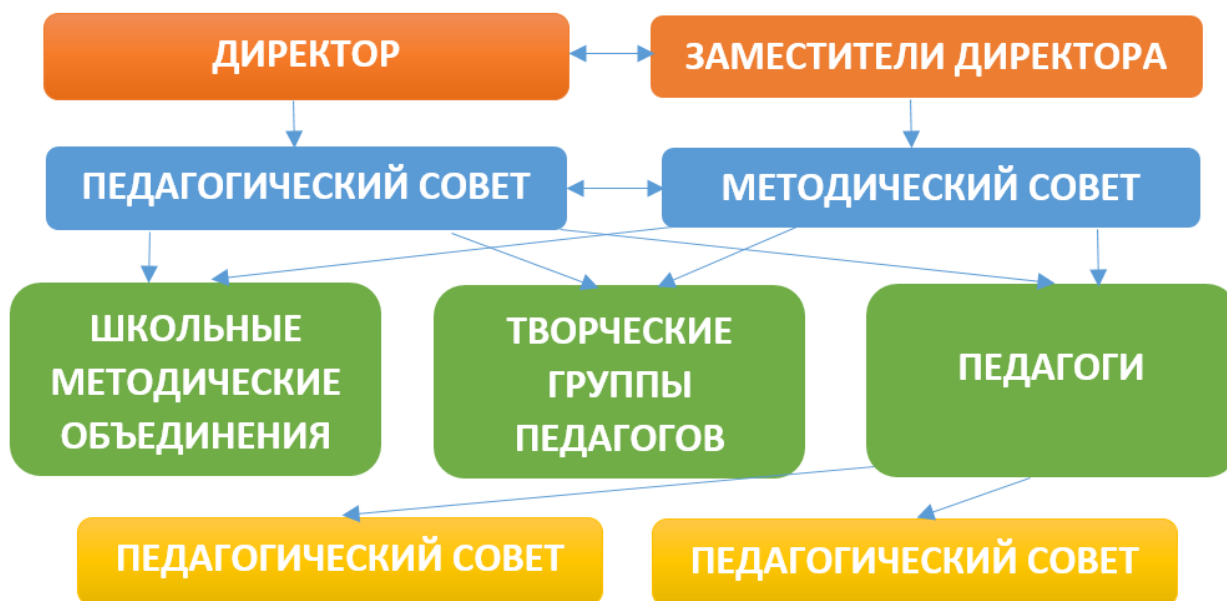 ДИРЕКТОР
ЗАМЕСТИТЕЛИ ДИРЕКТОРА
ПЕДАГОГИЧЕСКИЙ СОВЕТ
МЕТОДИЧЕСКИЙ СОВЕТ
ШКОЛЬНЫЕ
МЕТОДИЧЕСКИЕ
ОБЪЕДИНЕНИЯ
ТВОРЧЕСКИЕ
ГРУППЫ
ПЕДАГОГОВ
ПЕДАГОГИ
ПЕДАГОГИЧЕСКИЙ СОВЕТ
ПЕДАГОГИЧЕСКИЙ СОВЕТ